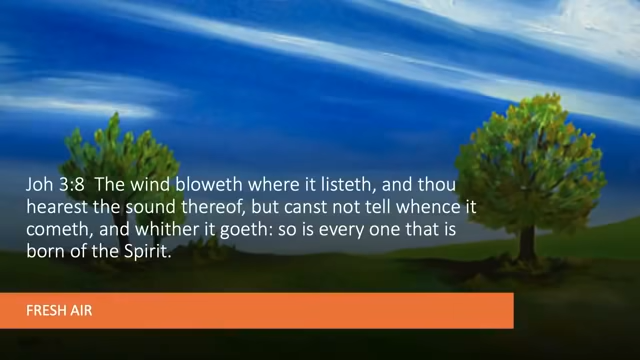 Joh 3:8  The wind bloweth where it listeth, and thou
hearest the sound thereof, but canst not tell whence it
cometh, and whither it goeth: so is every one that is
born of the Spirit.
FRESH AIR